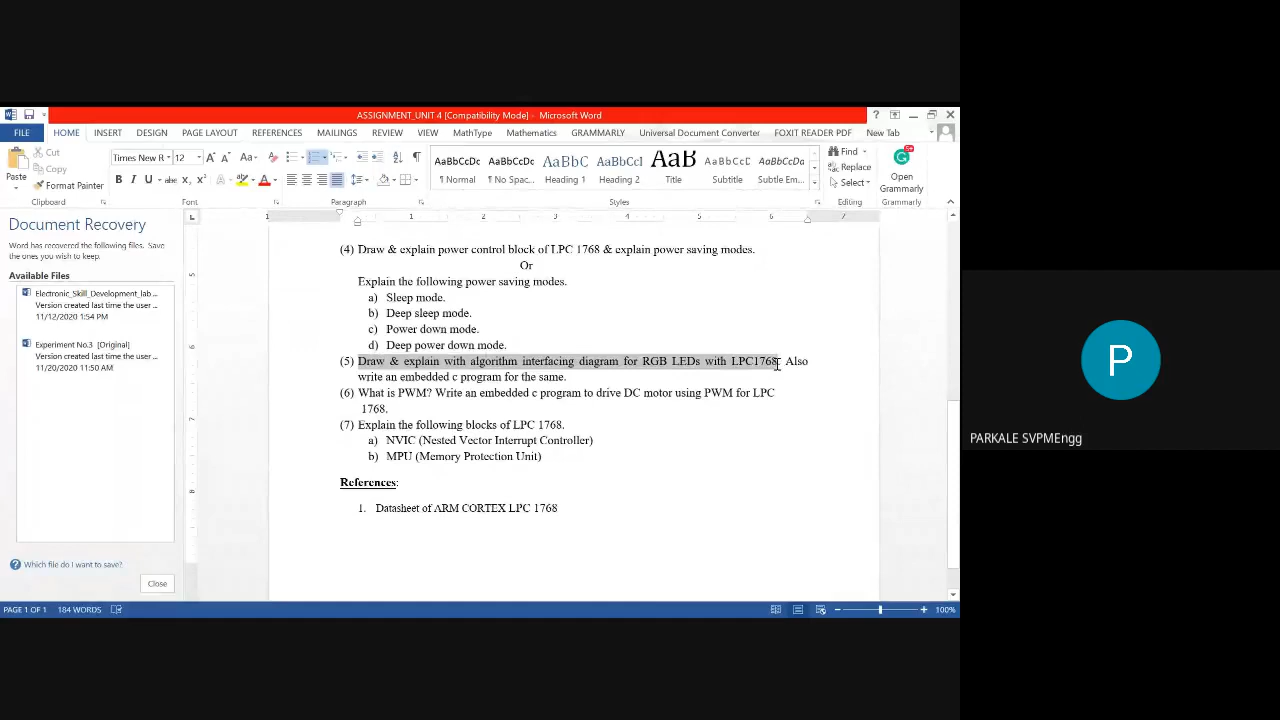 ASSIGNMENT_UNIT 4 [Compatibility Mode] - Microsoft Word
FILE HOME INSERT DESIGN PAGE LAYOUT REFERENCES MAILINGS REVIEW VIEW MathType Mathematics GRAMMARLY Universal Document Converter FOXIT READER PDF New Tab
Paste Cut Copy Format Painter
Clipboard
Times New R 12
Font
Paragraph
AaBbCcDc AaBbCcDc AaBbC AaBbCcI AaB AaBbCcD AaBbCcD
¶ Normal ¶ No Spac... Heading 1 Heading 2 Title Subtitle Subtle Em...
Styles
Find
Replace
Select
Editing
Open Grammarly
Grammarly
Document Recovery
Word has recovered the following files. Save
the ones you wish to keep.
Available Files
Electronic_Skill_Development_lab ...
Version created last time the user ...
11/12/2020 1:54 PM
Experiment No.3 [Original]
Version created last time the user ...
11/20/2020 11:50 AM
Which file do I want to save?
Close
(4) Draw & explain power control block of LPC 1768 & explain power saving modes.
Or
Explain the following power saving modes.
a) Sleep mode.
b) Deep sleep mode.
c) Power down mode.
d) Deep power down mode.
(5) Draw & explain with algorithm interfacing diagram for RGB LEDs with LPC1768. Also
write an embedded c program for the same.
(6) What is PWM? Write an embedded c program to drive DC motor using PWM for LPC
1768.
(7) Explain the following blocks of LPC 1768.
a) NVIC (Nested Vector Interrupt Controller)
b) MPU (Memory Protection Unit)
References:
1. Datasheet of ARM CORTEX LPC 1768
PAGE 1 OF 1 184 WORDS
100%
P
PARKALE SVPMEngg